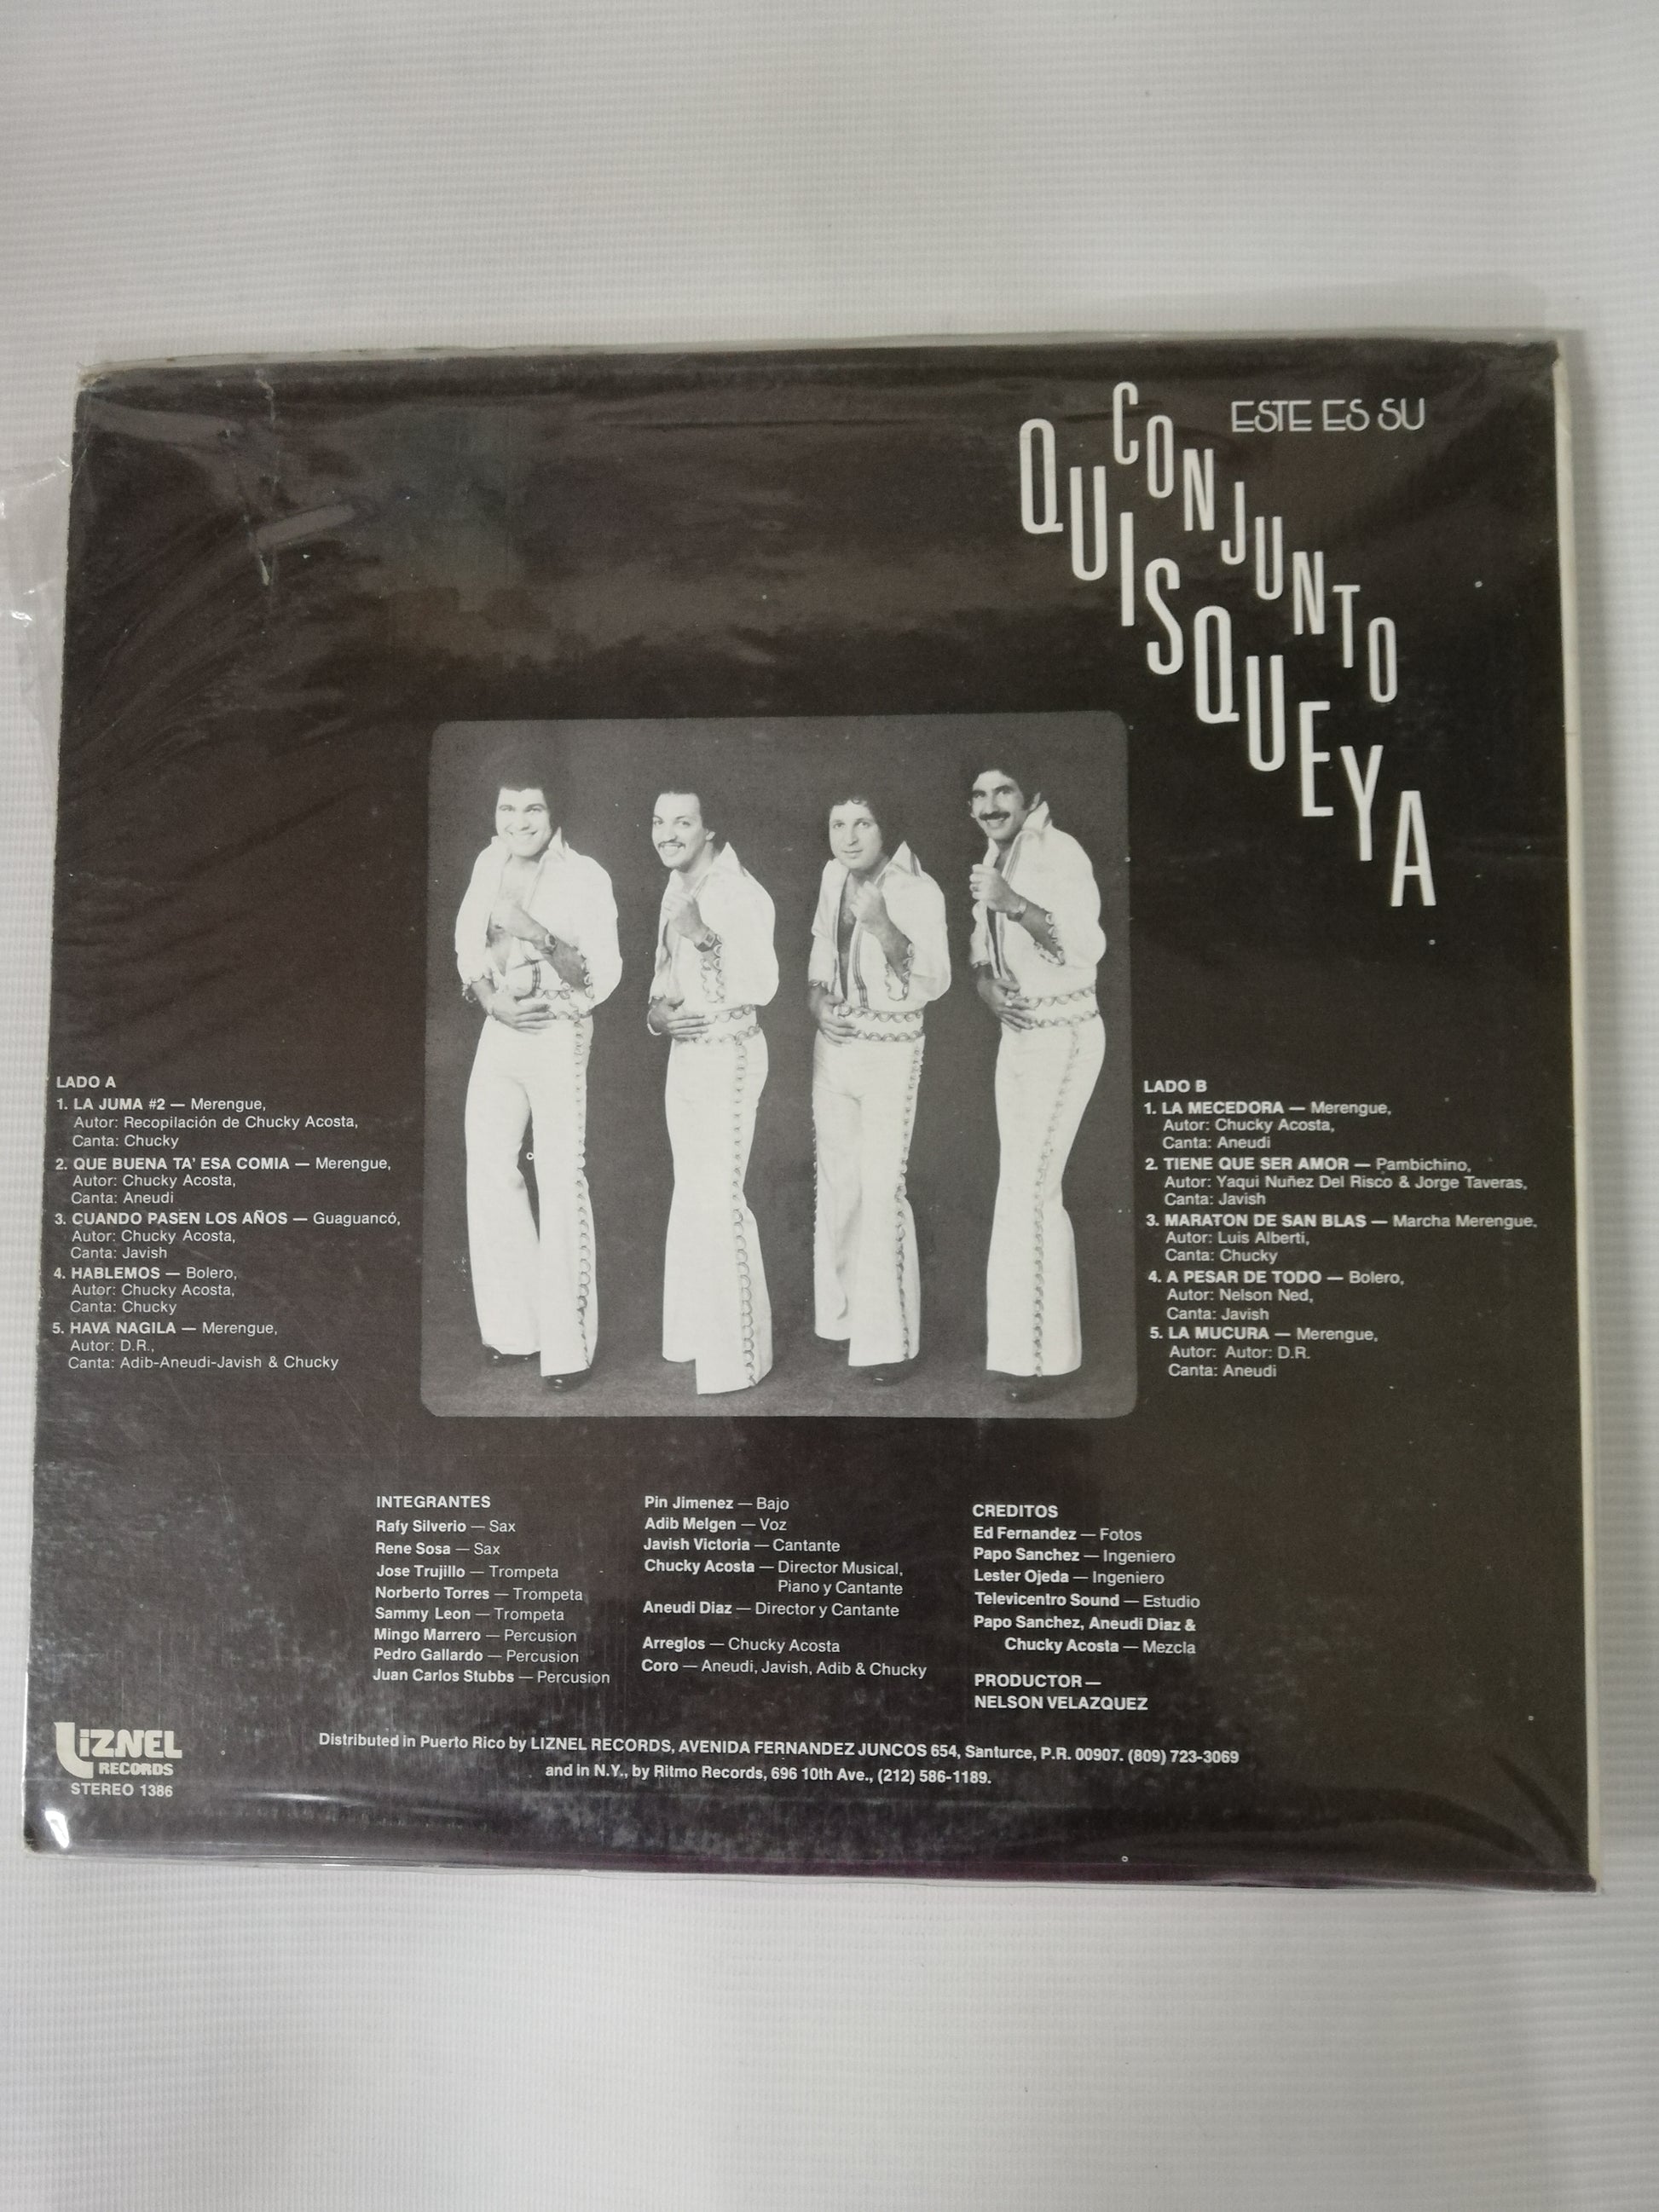 ESTE ES SU
CONJUNTO
QUISQUEYA
LADO A
1. LA JUMA #2 — Merengue,
Autor: Recopilación de Chucky Acosta,
Canta: Chucky
2. QUE BUENA TA' ESA COMIA — Merengue,
Autor: Chucky Acosta,
Canta: Aneudi
3. CUANDO PASEN LOS AÑOS — Guaguancó,
Autor: Chucky Acosta,
Canta: Javish
4. HABLEMOS — Bolero,
Autor: Chucky Acosta,
Canta: Chucky
5. HAVA NAGILA — Merengue,
Autor: D.R.,
Canta: Adib-Aneudi-Javish & Chucky
LADO B
1. LA MECEDORA — Merengue,
Autor: Chucky Acosta,
Canta: Aneudi
2. TIENE QUE SER AMOR — Pambichino,
Autor: Yaqui Nuñez Del Risco & Jorge Taveras,
Canta: Javish
3. MARATON DE SAN BLAS — Marcha Merengue.
Autor: Luis Alberti,
Canta: Chucky
4. A PESAR DE TODO — Bolero,
Autor: Nelson Ned,
Canta: Javish
5. LA MUCURA — Merengue,
Autor: Autor: D.R.
Canta: Aneudi
INTEGRANTES
Rafy Silverio — Sax
Rene Sosa — Sax
Jose Trujillo — Trompeta
Norberto Torres — Trompeta
Sammy Leon — Trompeta
Mingo Marrero — Percusion
Pedro Gallardo — Percusion
Juan Carlos Stubbs — Percusion
Pin Jimenez — Bajo
Adib Melgen — Voz
Javish Victoria — Cantante
Chucky Acosta — Director Musical,
Piano y Cantante
Aneudi Diaz — Director y Cantante
Arreglos — Chucky Acosta
Coro — Aneudi, Javish, Adib & Chucky
CREDITOS
Ed Fernandez — Fotos
Papo Sanchez — Ingeniero
Lester Ojeda — Ingeniero
Televicentro Sound — Estudio
Papo Sanchez, Aneudi Diaz &
Chucky Acosta — Mezcla
PRODUCTOR —
NELSON VELAZQUEZ
LIZNEL
RECORDS
STEREO 1386
Distributed in Puerto Rico by LIZNEL RECORDS, AVENIDA FERNANDEZ JUNCOS 654, Santurce, P.R. 00907. (809) 723-3069
and in N.Y., by Ritmo Records, 696 10th Ave., (212) 586-1189.